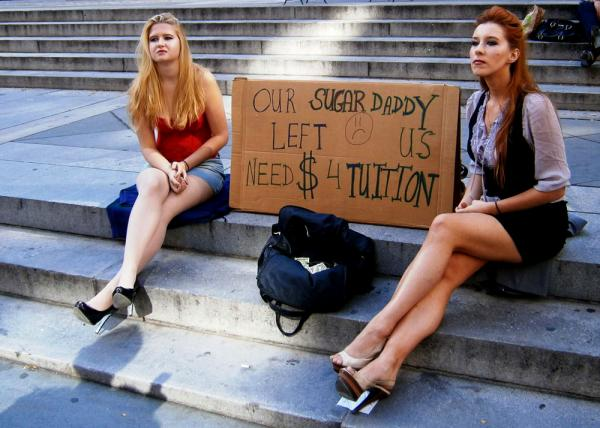 OUR SUGAR DADDY
LEFT US
NEED $ 4 TUITION